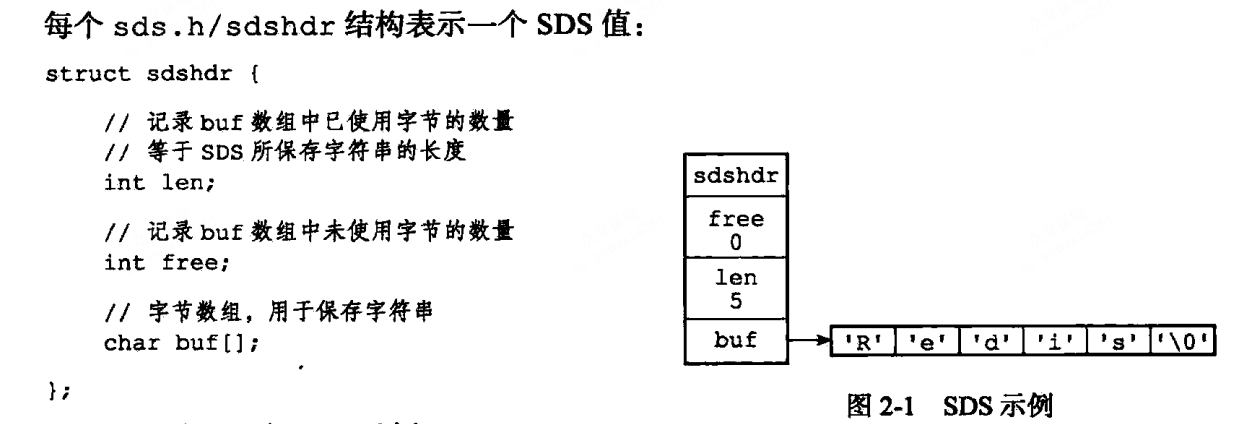 每个 sds.h/sdshdr 结构表示一个 SDS 值：
struct sdshdr {
// 记录 buf 数组中已使用字节的数量
// 等于 SDS 所保存字符串的长度
int len;
// 记录 buf 数组中未使用字节的数量
int free;
// 字节数组，用于保存字符串
char buf[];
};
sdshdr
free
0
len
5
buf
'R' 'e' 'd' 'i' 's' '\0'
图 2-1 SDS 示例